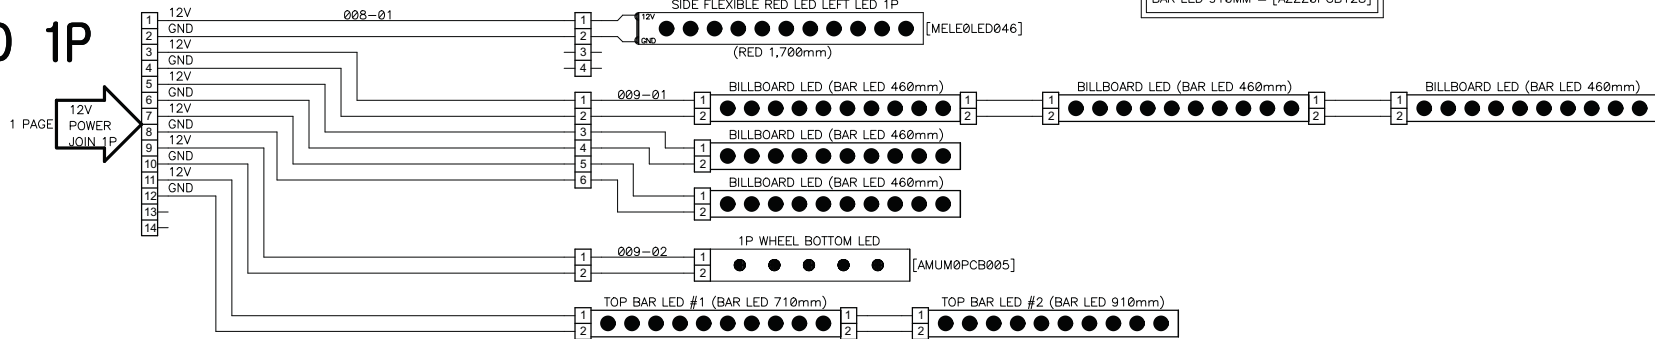 SIDE FLEXIBLE RED LED LEFT LED 1P
12V
GND
[MELE0LED046]
(RED 1,700mm)
1P
1 PAGE
12V
POWER
JOIN 1P
1 12V
2 GND
3 12V
4 GND
5 12V
6 GND
7 12V
8 GND
9 12V
10 GND
11 12V
12 GND
13
14
008-01
1
2
3
4
009-01
1
2
3
4
5
6
BILLBOARD LED (BAR LED 460mm)
1
2
1
2
BILLBOARD LED (BAR LED 460mm)
1
2
1
2
BILLBOARD LED (BAR LED 460mm)
1
2
BILLBOARD LED (BAR LED 460mm)
1
2
BILLBOARD LED (BAR LED 460mm)
1
2
009-02
1
2
1P WHEEL BOTTOM LED
1
2
[AMUM0PCB005]
TOP BAR LED #1 (BAR LED 710mm)
1
2
1
2
TOP BAR LED #2 (BAR LED 910mm)
1
2